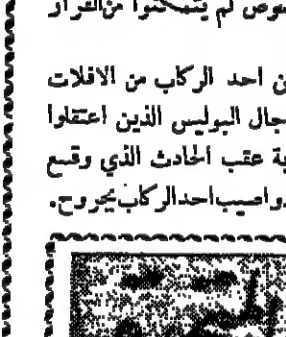 لم يتمكنوا من الفرار
ن احد الركاب من الافلات
جال البوليس الذين اعتقلوا
ية عقب الحادث الذي وقع
واصيب احد الركاب بجروح.